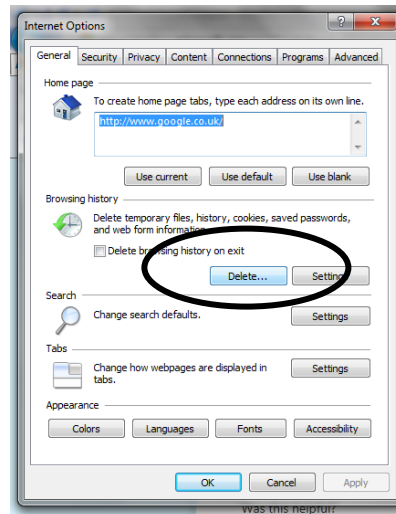 Internet Options
General Security Privacy Content Connections Programs Advanced
Home page
To create home page tabs, type each address on its own line.
http://www.google.co.uk/
Use current Use default Use blank
Browsing history
Delete temporary files, history, cookies, saved passwords,
and web form information.
Delete browsing history on exit
Delete... Settings
Search
Change search defaults. Settings
Tabs
Change how webpages are displayed in Settings
tabs.
Appearance
Colors Languages Fonts Accessibility
OK Cancel Apply
Was this helpful?